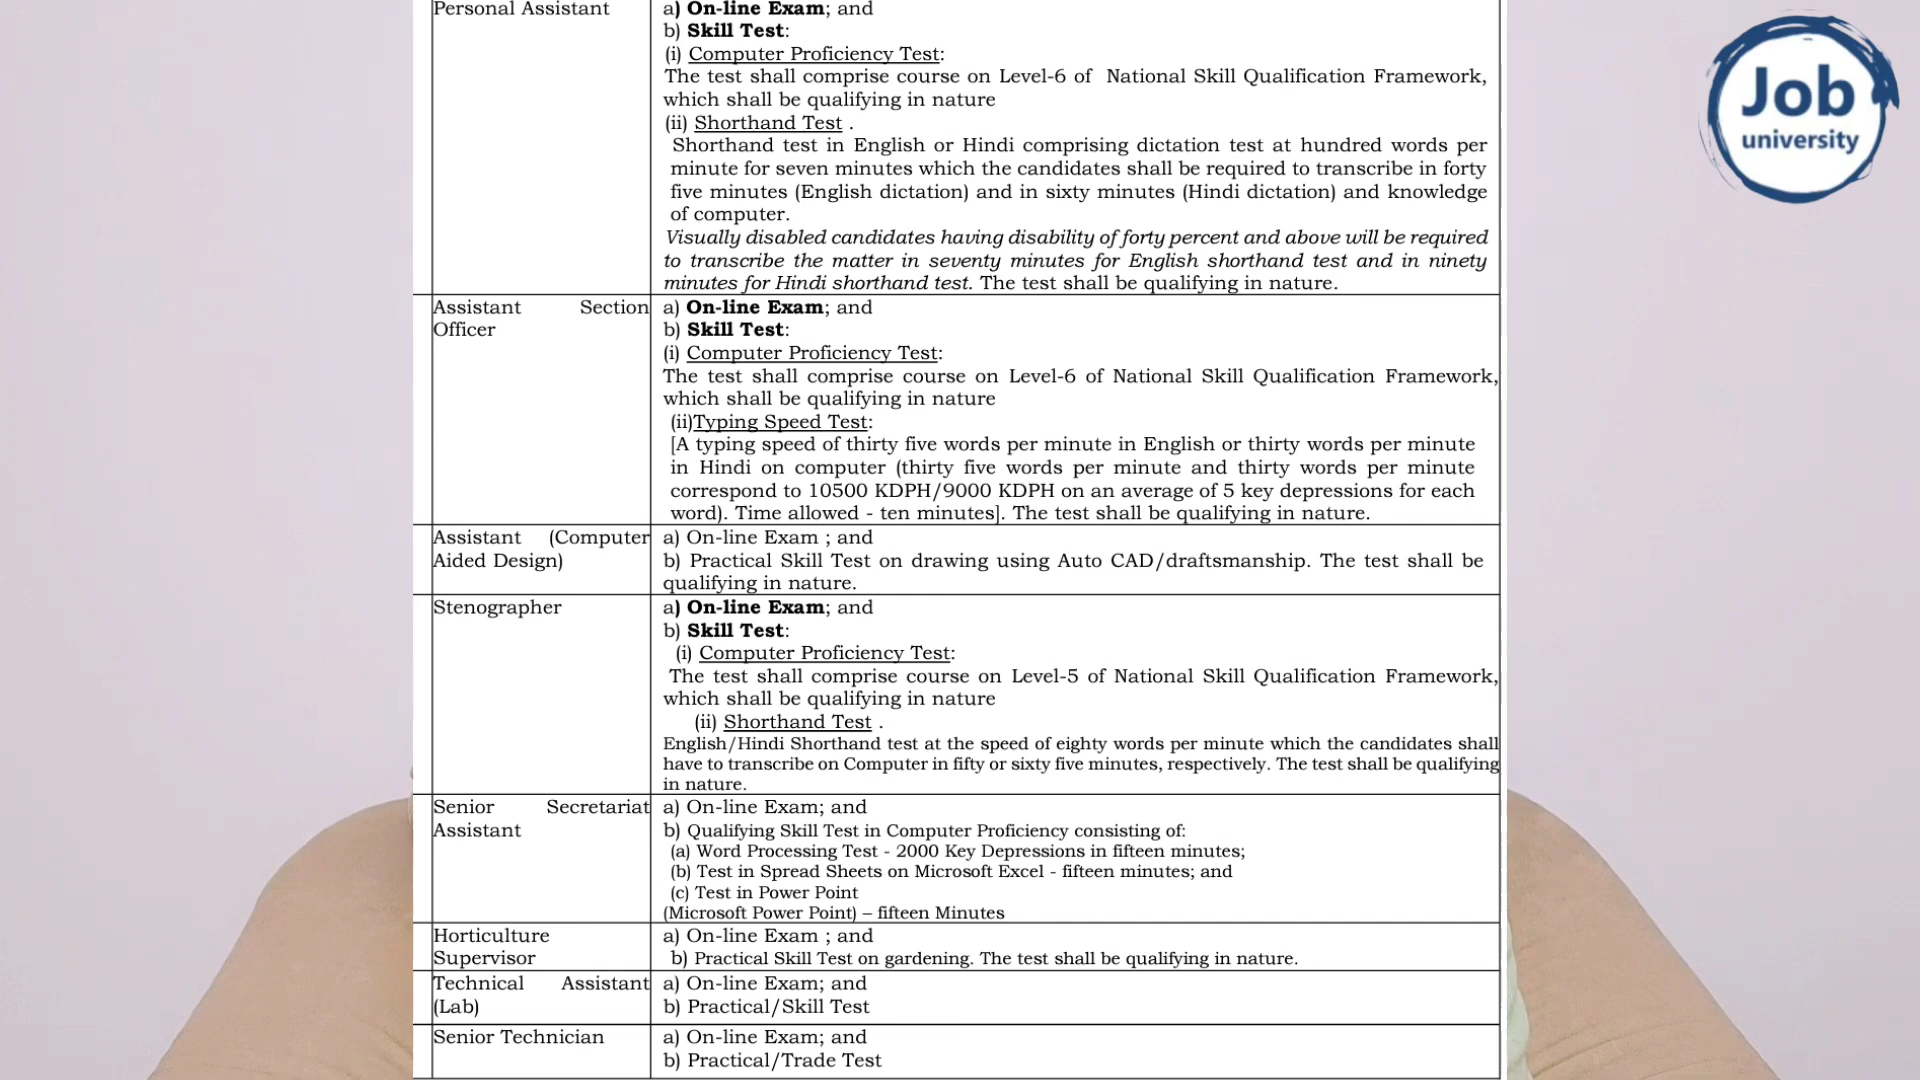 Personal Assistant
a) On-line Exam; and
b) Skill Test:
(i) Computer Proficiency Test:
The test shall comprise course on Level-6 of National Skill Qualification Framework,
which shall be qualifying in nature
(ii) Shorthand Test .
Shorthand test in English or Hindi comprising dictation test at hundred words per
minute for seven minutes which the candidates shall be required to transcribe in forty
five minutes (English dictation) and in sixty minutes (Hindi dictation) and knowledge
of computer.
Visually disabled candidates having disability of forty percent and above will be required
to transcribe the matter in seventy minutes for English shorthand test and in ninety
minutes for Hindi shorthand test. The test shall be qualifying in nature.
Assistant Section
Officer
a) On-line Exam; and
b) Skill Test:
(i) Computer Proficiency Test:
The test shall comprise course on Level-6 of National Skill Qualification Framework,
which shall be qualifying in nature
(ii)Typing Speed Test:
[A typing speed of thirty five words per minute in English or thirty words per minute
in Hindi on computer (thirty five words per minute and thirty words per minute
correspond to 10500 KDPH/9000 KDPH on an average of 5 key depressions for each
word). Time allowed - ten minutes]. The test shall be qualifying in nature.
Assistant (Computer
Aided Design)
a) On-line Exam ; and
b) Practical Skill Test on drawing using Auto CAD/draftsmanship. The test shall be
qualifying in nature.
Stenographer
a) On-line Exam; and
b) Skill Test:
(i) Computer Proficiency Test:
The test shall comprise course on Level-5 of National Skill Qualification Framework,
which shall be qualifying in nature
(ii) Shorthand Test .
English/Hindi Shorthand test at the speed of eighty words per minute which the candidates shall
have to transcribe on Computer in fifty or sixty five minutes, respectively. The test shall be qualifying
in nature.
Senior Secretariat
Assistant
a) On-line Exam; and
b) Qualifying Skill Test in Computer Proficiency consisting of:
(a) Word Processing Test - 2000 Key Depressions in fifteen minutes;
(b) Test in Spread Sheets on Microsoft Excel - fifteen minutes; and
(c) Test in Power Point
(Microsoft Power Point) – fifteen Minutes
Horticulture
Supervisor
a) On-line Exam ; and
b) Practical Skill Test on gardening. The test shall be qualifying in nature.
Technical Assistant
(Lab)
a) On-line Exam; and
b) Practical/Skill Test
Senior Technician
a) On-line Exam; and
b) Practical/Trade Test
Job
university